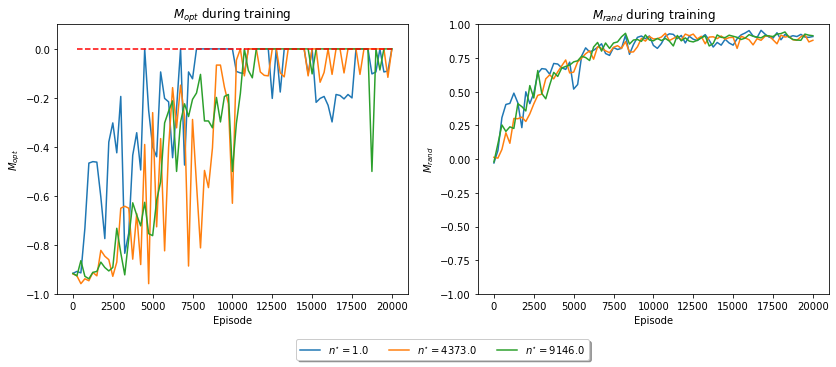 M_opt during training
0.0
−0.2
−0.4
−0.6
−0.8
−1.0
M_opt
0 2500 5000 7500 10000 12500 15000 17500 20000
Episode
M_rand during training
1.00
0.75
0.50
0.25
0.00
−0.25
−0.50
−0.75
−1.00
M_rand
0 2500 5000 7500 10000 12500 15000 17500 20000
Episode
n* = 1.0 n* = 4373.0 n* = 9146.0